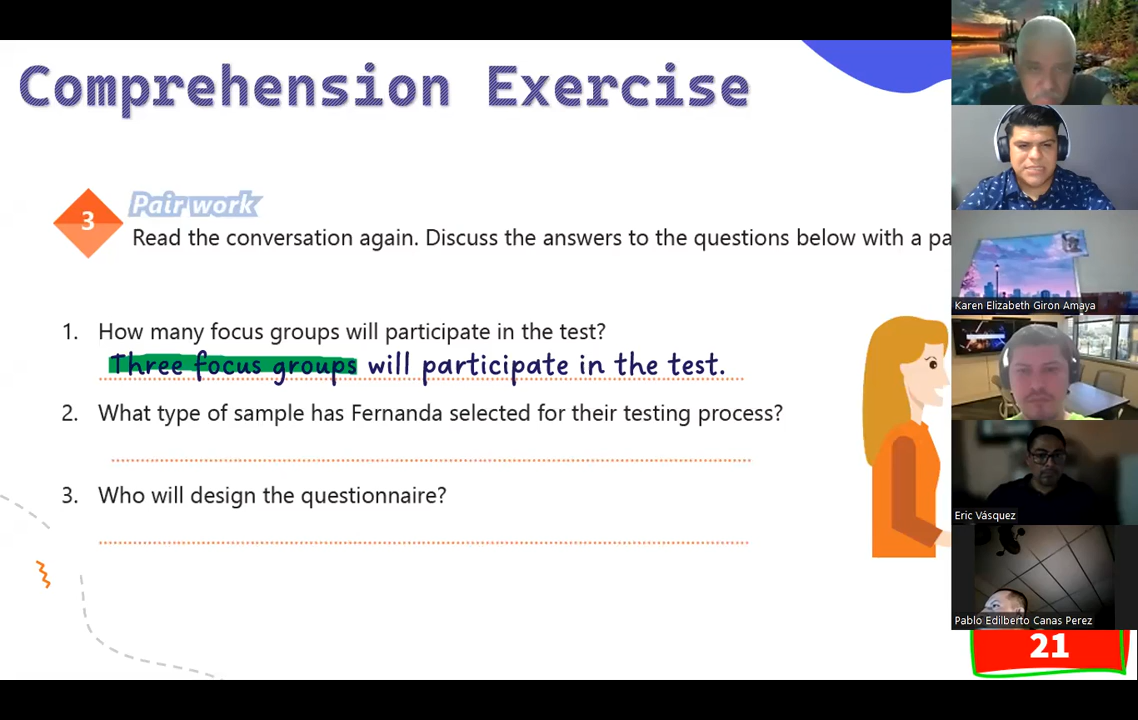 Comprehension Exercise
3
Pair work
Read the conversation again. Discuss the answers to the questions below with a pa
1. How many focus groups will participate in the test?
Three focus groups will participate in the test.
2. What type of sample has Fernanda selected for their testing process?
3. Who will design the questionnaire?
Karen Elizabeth Giron Amaya
Eric Vásquez
Pablo Edilberto Canas Perez
21